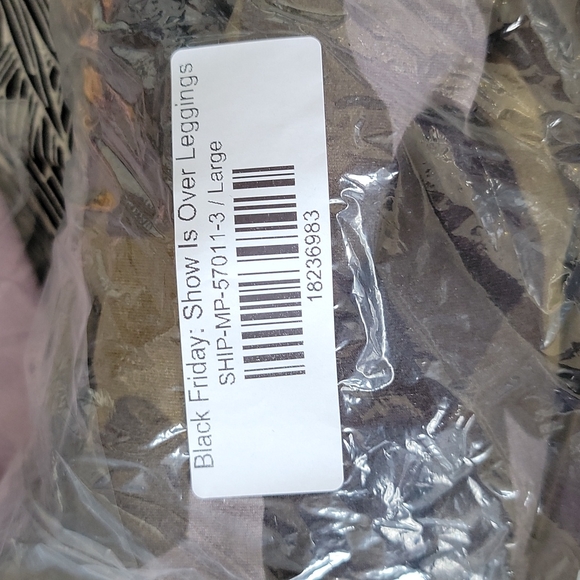 Black Friday: Show Is Over Leggings
SHIP-MP-57011-3 / Large
18236983